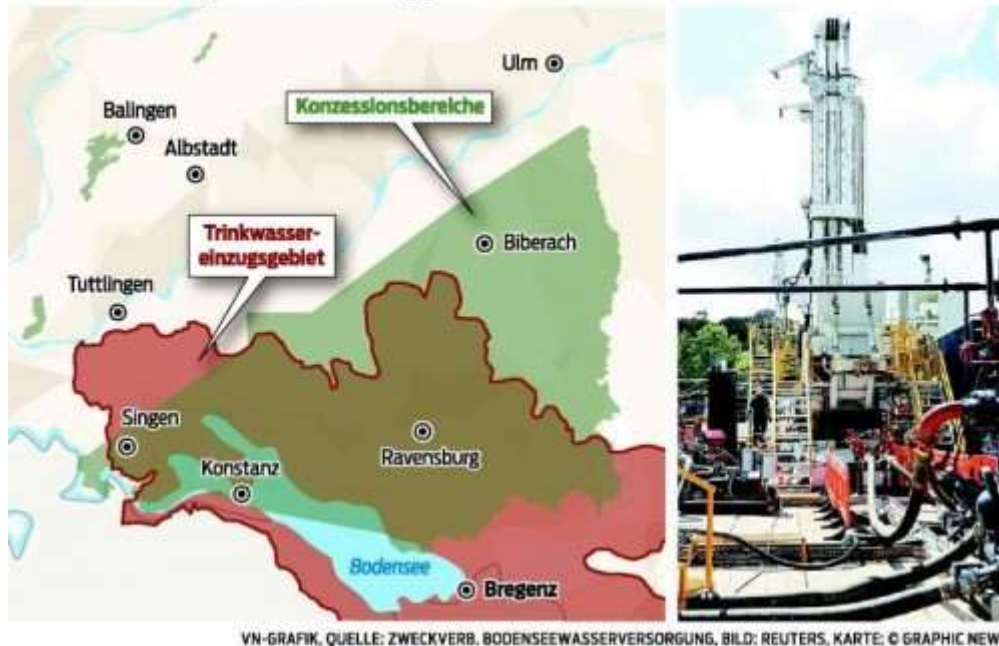 Ulm
Konzessionsbereiche
Balingen
Albstadt
Trinkwasser-
einzugsgebiet
Biberach
Tuttlingen
Singen
Konstanz
Ravensburg
Bodensee
Bregenz
VN-GRAFIK, QUELLE: ZWECKVERB. BODENSEEWASSERVERSORGUNG, BILD: REUTERS, KARTE: © GRAPHIC NEW